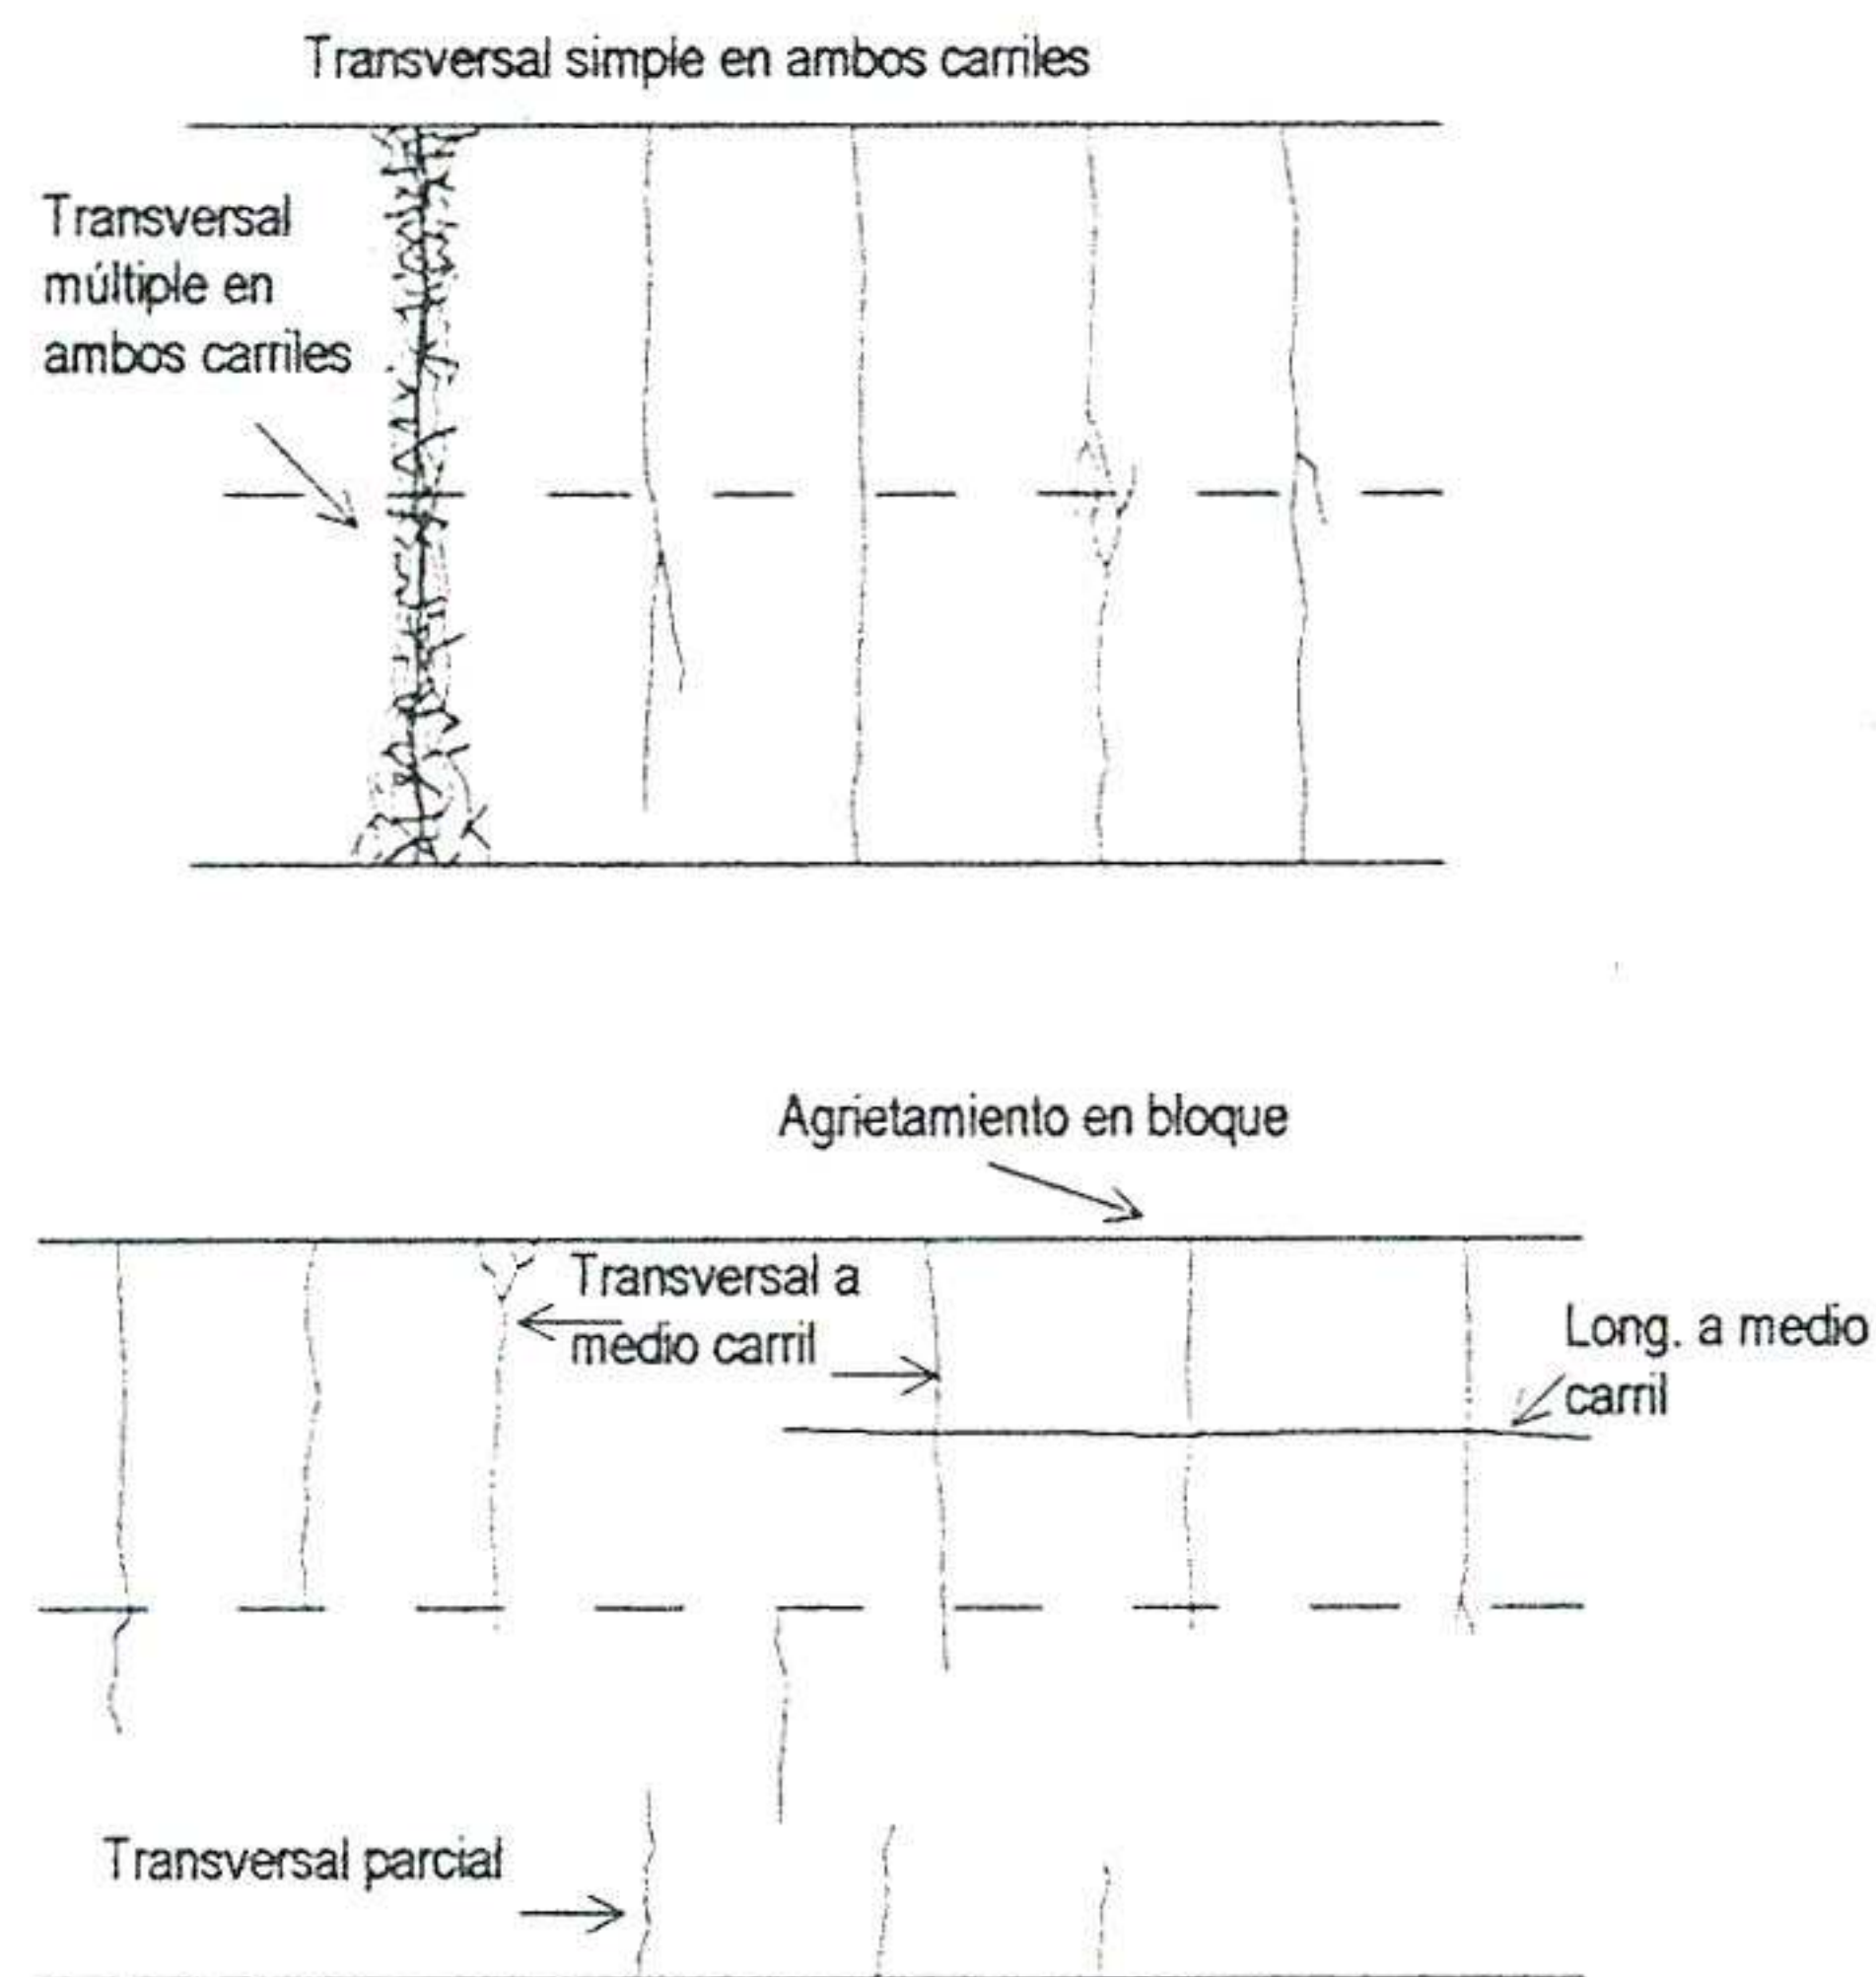 Transversal simple en ambos carriles
Transversal
múltiple en
ambos carriles
Agrietamiento en bloque
Transversal a
medio carril
Long. a medio
carril
Transversal parcial